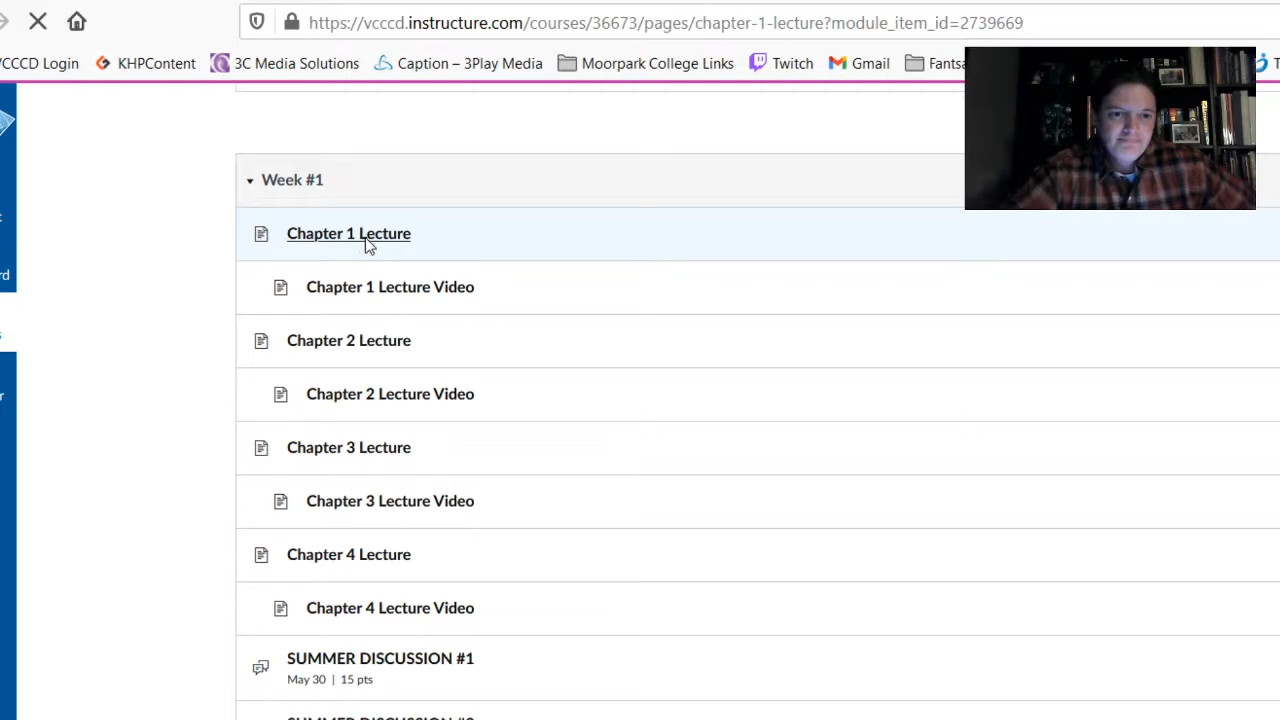 https://vcccd.instructure.com/courses/36673/pages/chapter-1-lecture?module_item_id=2739669
CCCD Login KHPContent 3C Media Solutions Caption – 3Play Media Moorpark College Links Twitch Gmail Fantas
Week #1
Chapter 1 Lecture
Chapter 1 Lecture Video
Chapter 2 Lecture
Chapter 2 Lecture Video
Chapter 3 Lecture
Chapter 3 Lecture Video
Chapter 4 Lecture
Chapter 4 Lecture Video
SUMMER DISCUSSION #1
May 30 | 15 pts